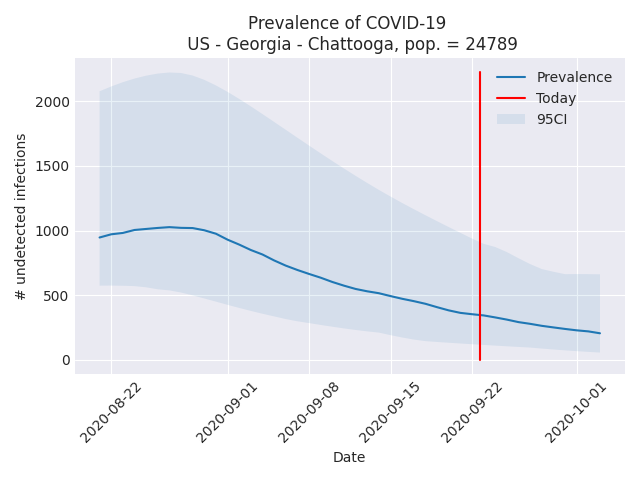 Prevalence of COVID-19
US - Georgia - Chattooga, pop. = 24789
Prevalence
Today
95CI
# undetected infections
2000
1500
1000
500
0
2020-08-22
2020-09-01
2020-09-08
2020-09-15
2020-09-22
2020-10-01
Date